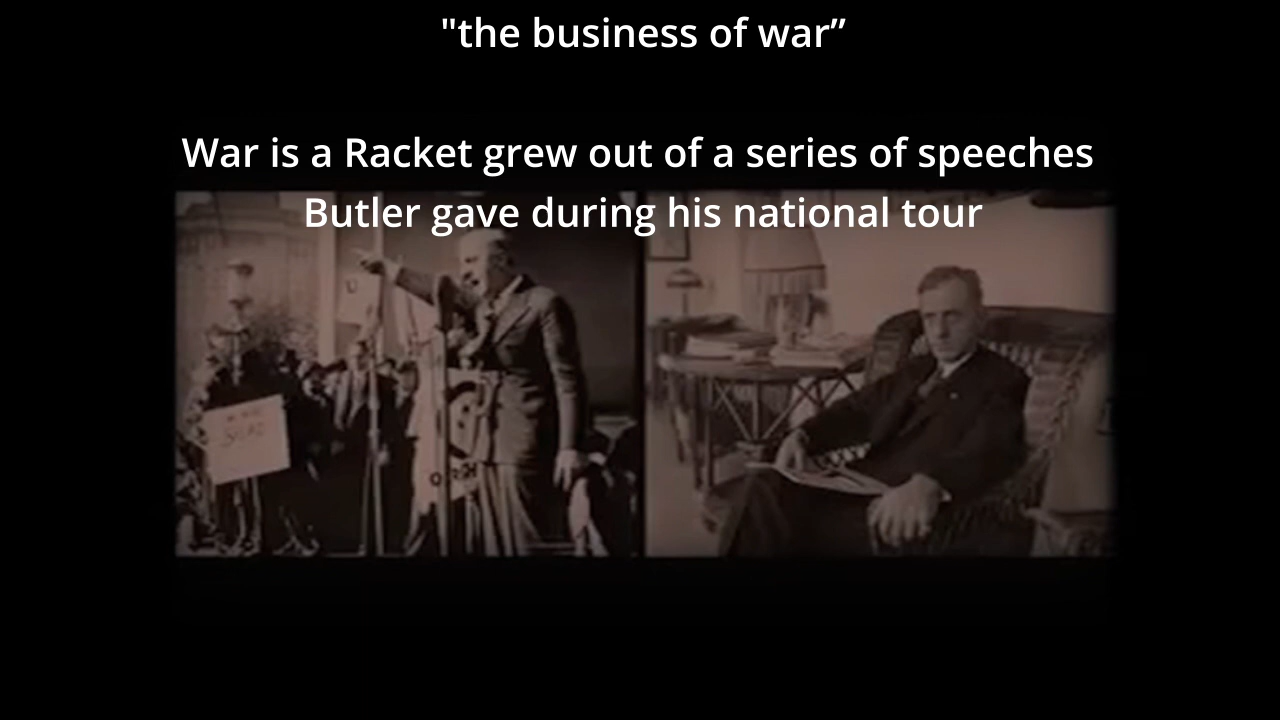 "the business of war”
War is a Racket grew out of a series of speeches
Butler gave during his national tour